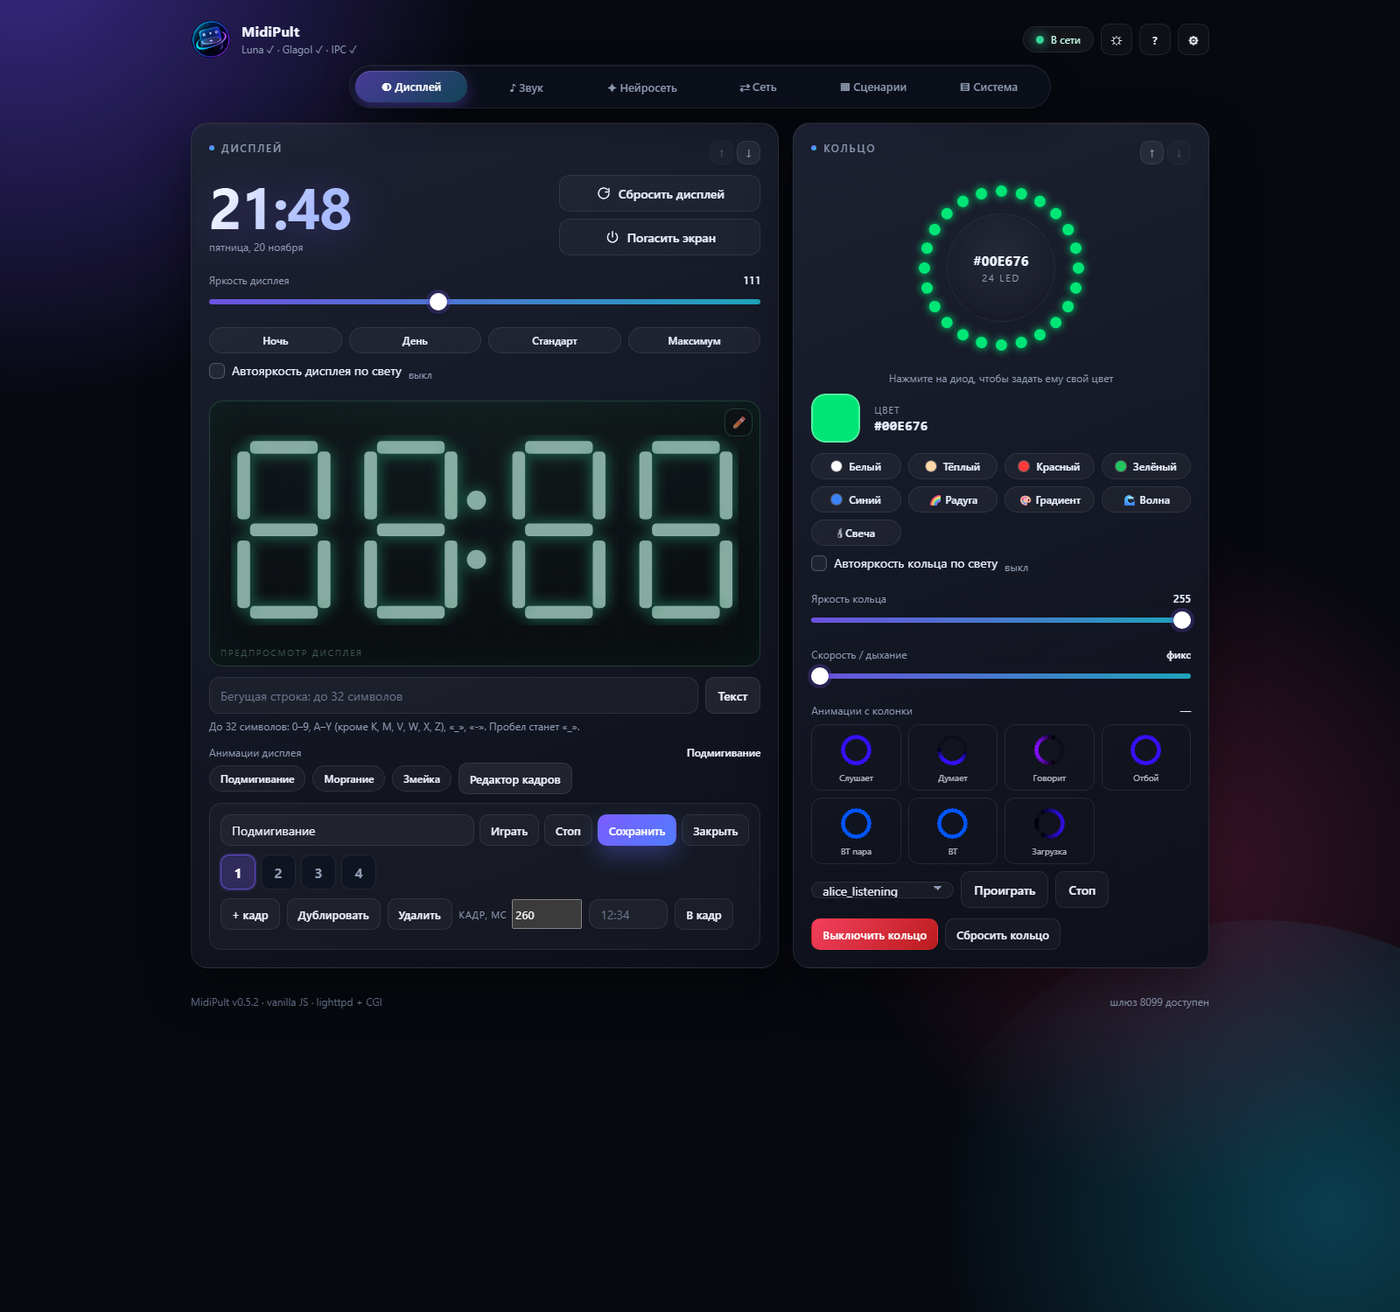 MidiPult
Luna ✓ · Glagol ✓ · IPC ✓
В сети
?
Дисплей
Звук
Нейросеть
Сеть
Сценарии
Система
ДИСПЛЕЙ
↑ ↓
21:48
пятница, 20 ноября
Сбросить дисплей
Погасить экран
Яркость дисплея 111
Ночь
День
Стандарт
Максимум
Автояркость дисплея по свету выкл
88:88
ПРЕДПРОСМОТР ДИСПЛЕЯ
Бегущая строка: до 32 символов
Текст
До 32 символов: 0–9, A–Y (кроме K, M, V, W, X, Z), «_», «-». Пробел станет «_».
Анимации дисплея Подмигивание
Подмигивание
Моргание
Змейка
Редактор кадров
Подмигивание
Играть
Стоп
Сохранить
Закрыть
1 2 3 4
+ кадр
Дублировать
Удалить
КАДР, МС 260
12:34
В кадр
КОЛЬЦО
↑ ↓
#00E676
24 LED
Нажмите на диод, чтобы задать ему свой цвет
ЦВЕТ
#00E676
Белый
Тёплый
Красный
Зелёный
Синий
Радуга
Градиент
Волна
Свеча
Автояркость кольца по свету выкл
Яркость кольца 255
Скорость / дыхание фикс
Анимации с колонки —
Слушает
Думает
Говорит
Отбой
BT пара
BT
Загрузка
alice_listening
Проиграть
Стоп
Выключить кольцо
Сбросить кольцо
MidiPult v0.5.2 · vanilla JS · lighttpd + CGI
шлюз 8099 доступен